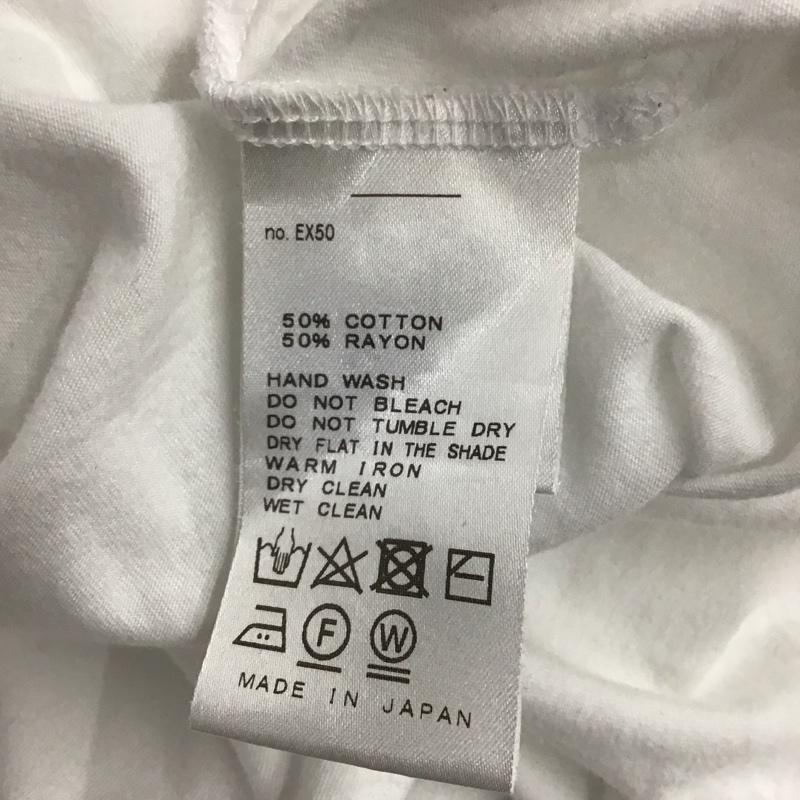 no. EX50
50% COTTON
50% RAYON
HAND WASH
DO NOT BLEACH
DO NOT TUMBLE DRY
DRY FLAT IN THE SHADE
WARM IRON
DRY CLEAN
WET CLEAN
F W
MADE IN JAPAN